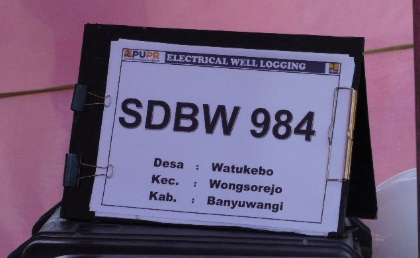 PUPR ELECTRICAL WELL LOGGING
SDBW 984
Desa : Watukebo
Kec. : Wongsorejo
Kab. : Banyuwangi